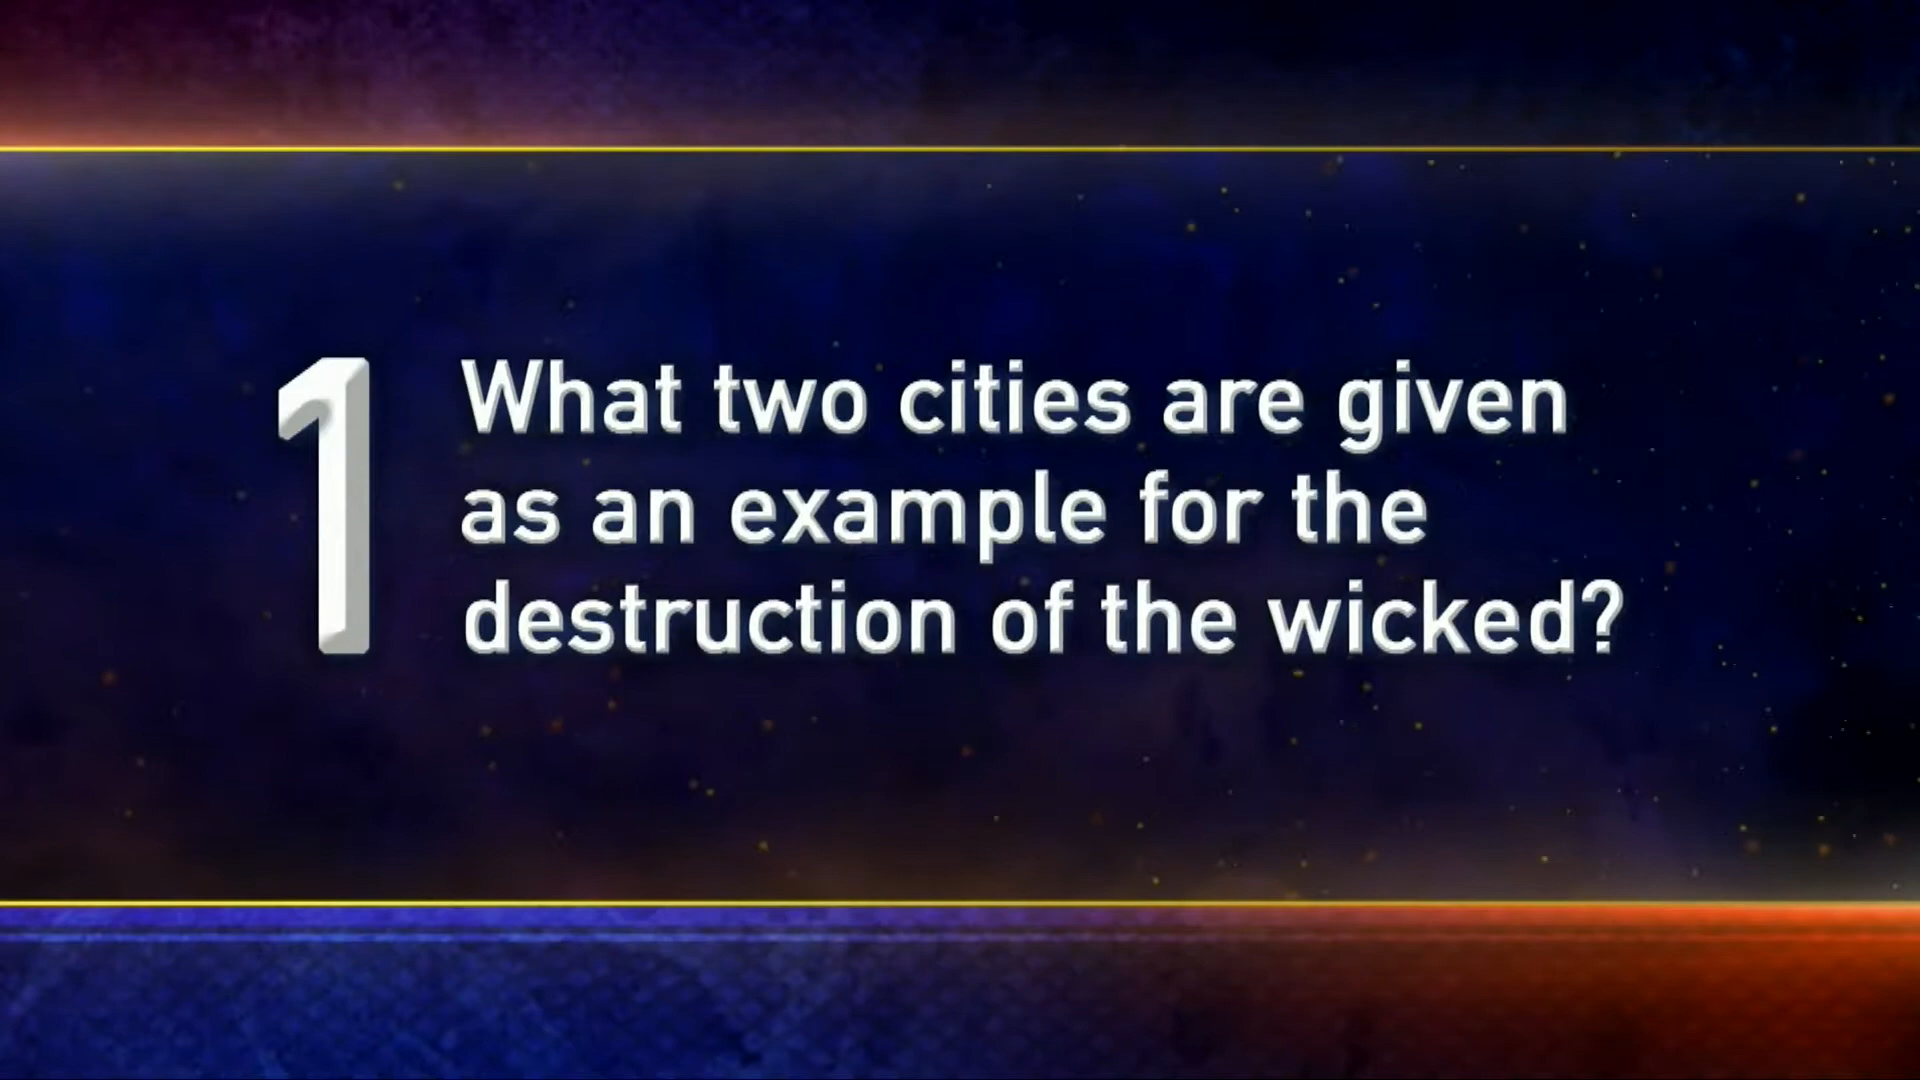 1
What two cities are given
as an example for the
destruction of the wicked?